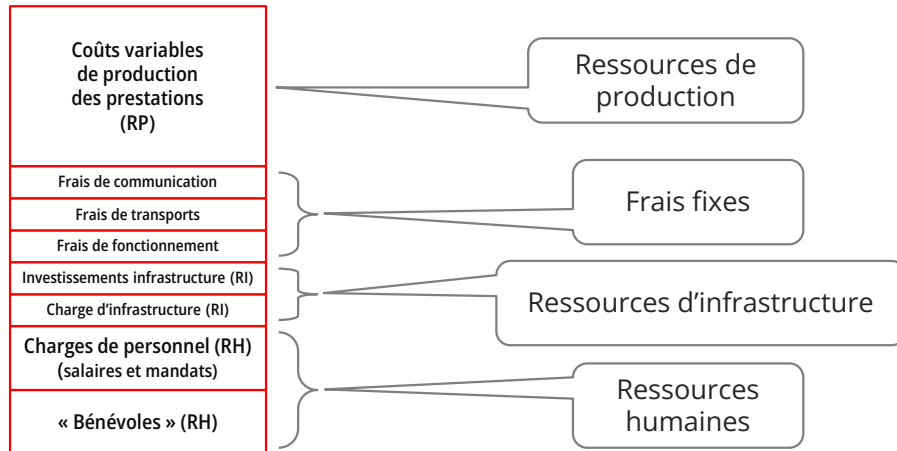 Coûts variables
de production
des prestations
(RP)
Ressources de
production
Frais de communication
Frais de transports
Frais de fonctionnement
Frais fixes
Investissements infrastructure (RI)
Charge d’infrastructure (RI)
Ressources d’infrastructure
Charges de personnel (RH)
(salaires et mandats)
« Bénévoles » (RH)
Ressources
humaines